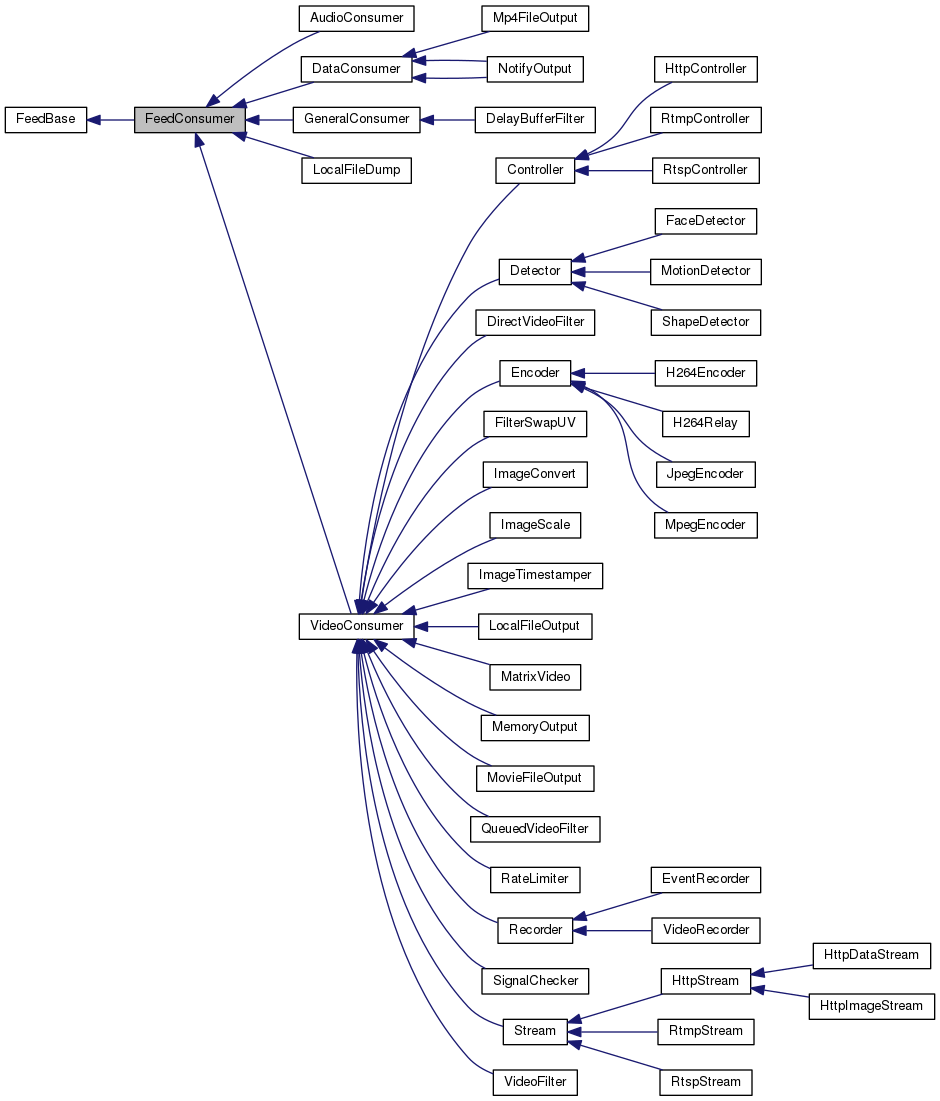 AudioConsumer
Mp4FileOutput
DataConsumer
NotifyOutput
HttpController
FeedBase
FeedConsumer
GeneralConsumer
DelayBufferFilter
RtmpController
LocalFileDump
Controller
RtspController
FaceDetector
Detector
MotionDetector
DirectVideoFilter
ShapeDetector
Encoder
H264Encoder
FilterSwapUV
H264Relay
ImageConvert
JpegEncoder
ImageScale
MpegEncoder
ImageTimestamper
VideoConsumer
LocalFileOutput
MatrixVideo
MemoryOutput
MovieFileOutput
QueuedVideoFilter
RateLimiter
EventRecorder
Recorder
VideoRecorder
HttpDataStream
SignalChecker
HttpStream
HttpImageStream
Stream
RtmpStream
VideoFilter
RtspStream